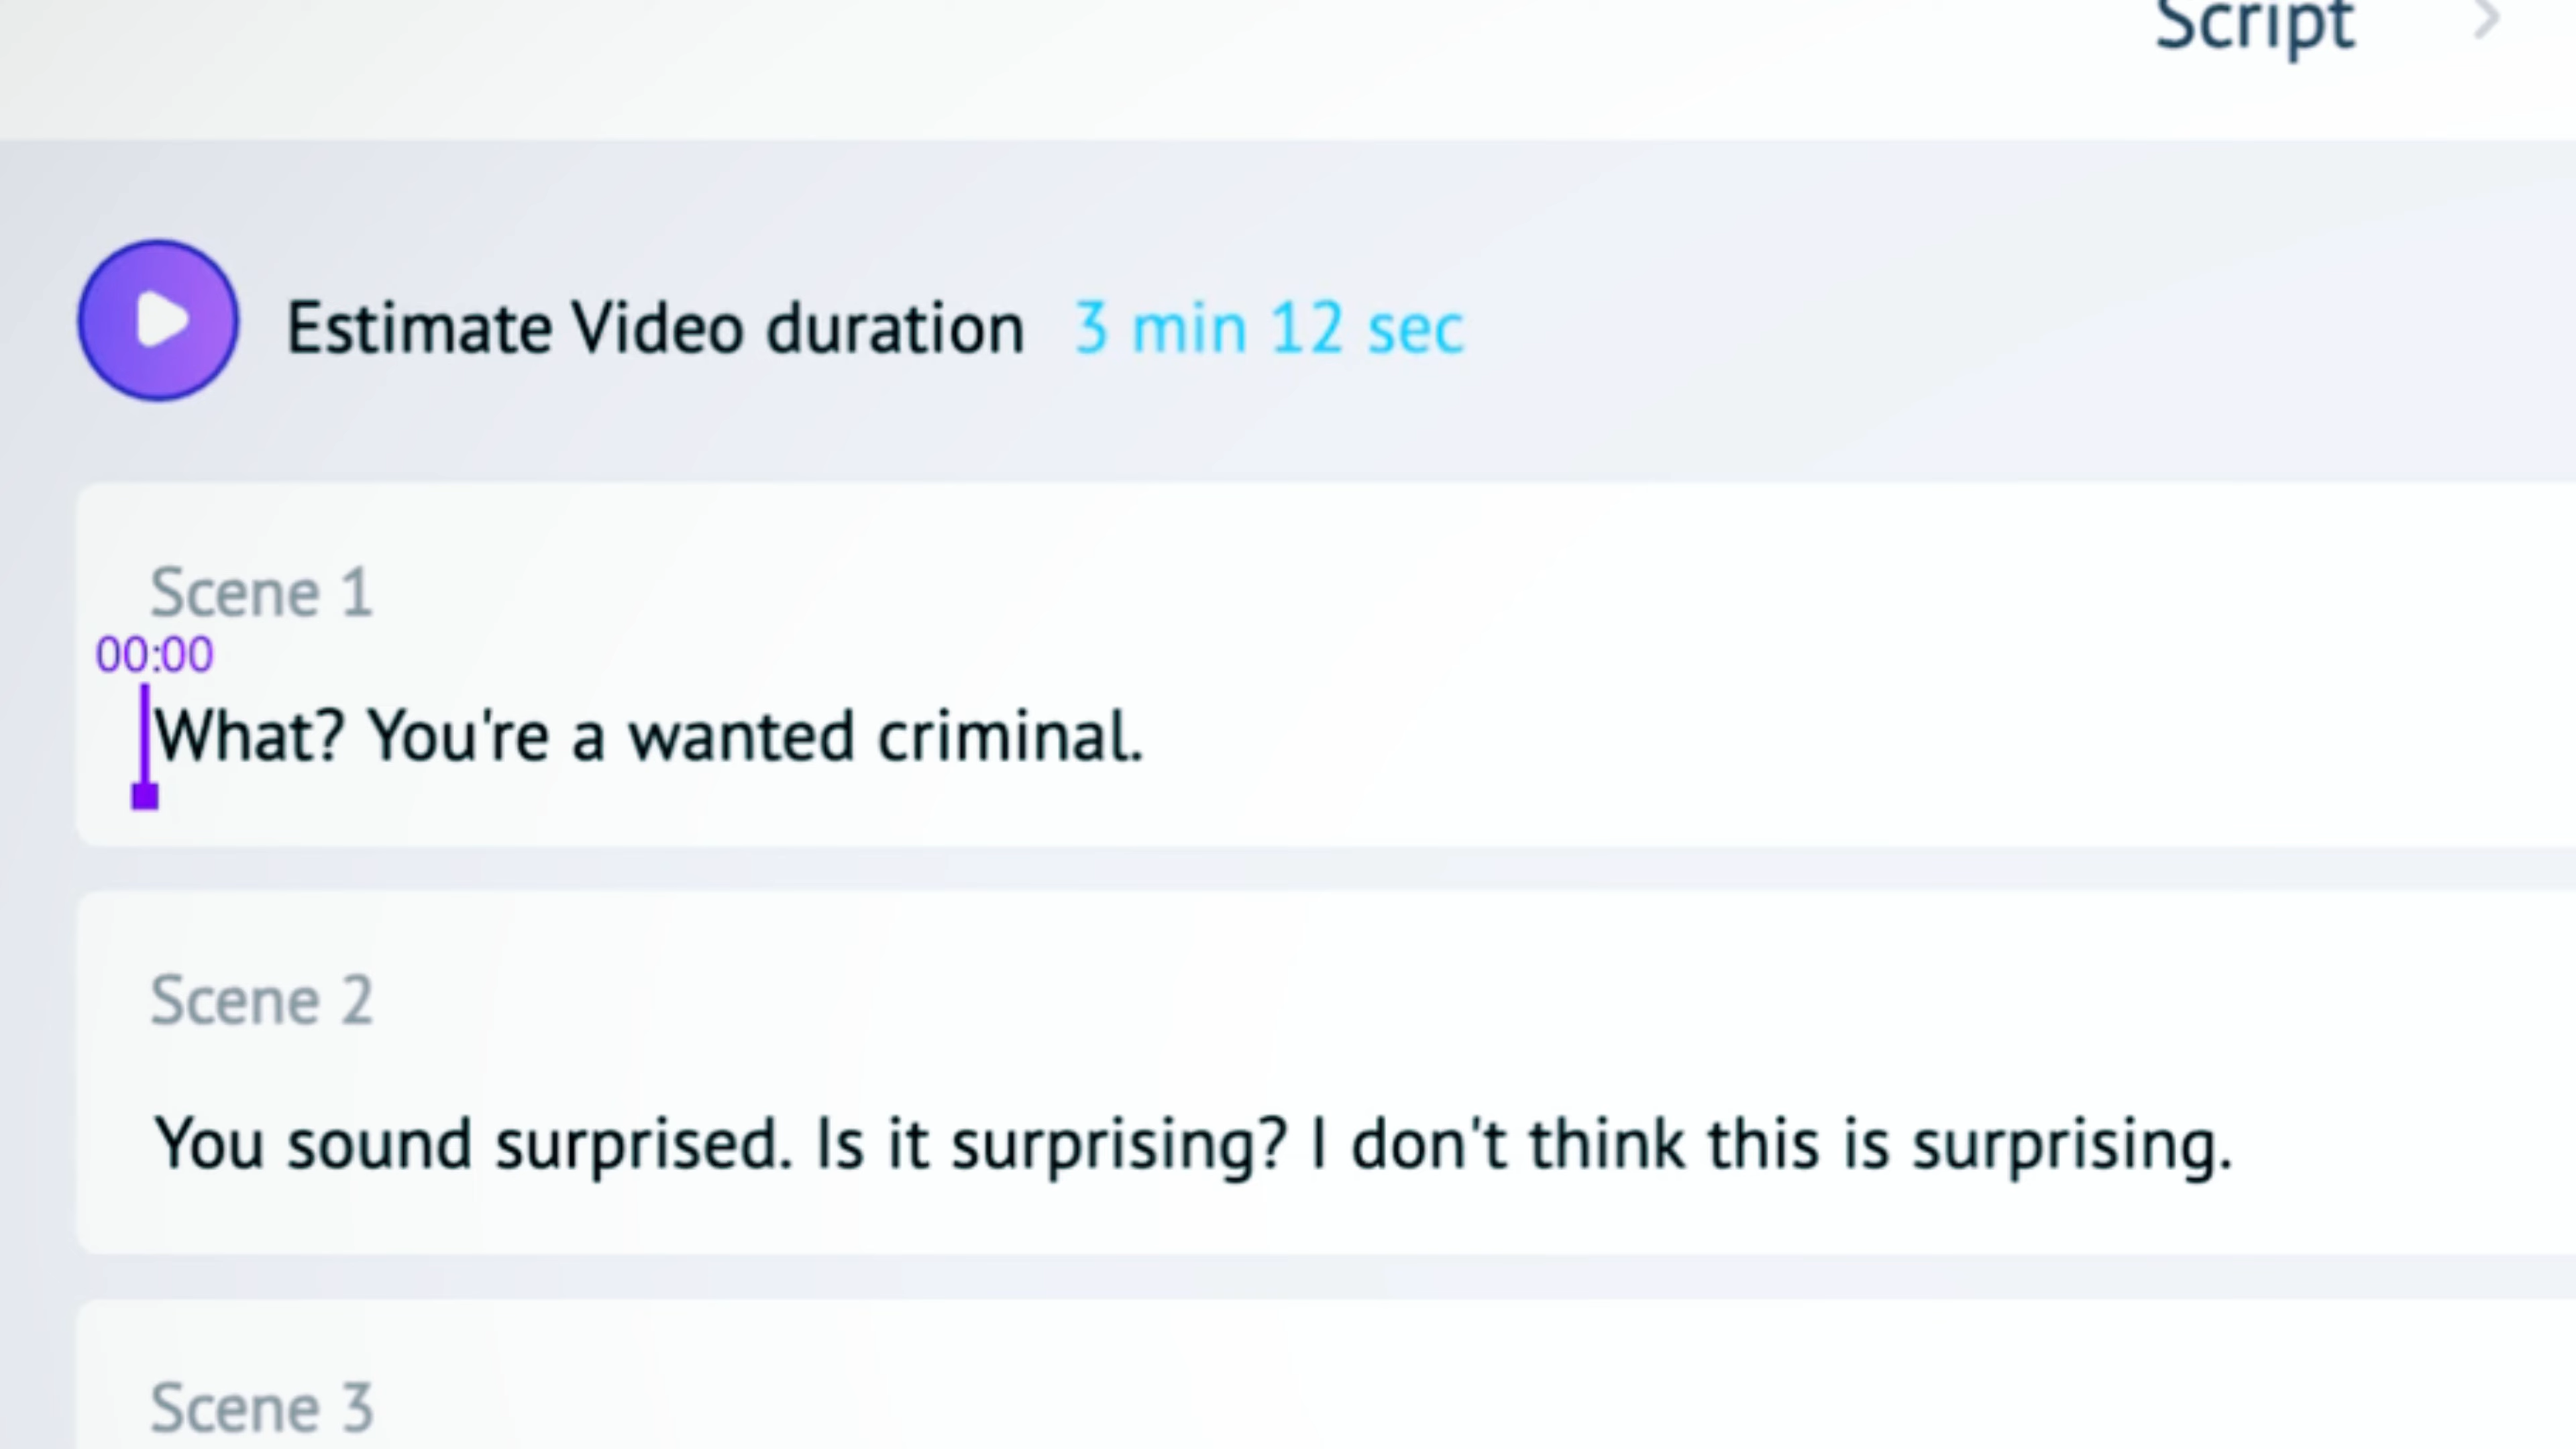 Script
Estimate Video duration 3 min 12 sec
Scene 1
00:00
What? You're a wanted criminal.
Scene 2
You sound surprised. Is it surprising? I don't think this is surprising.
Scene 3